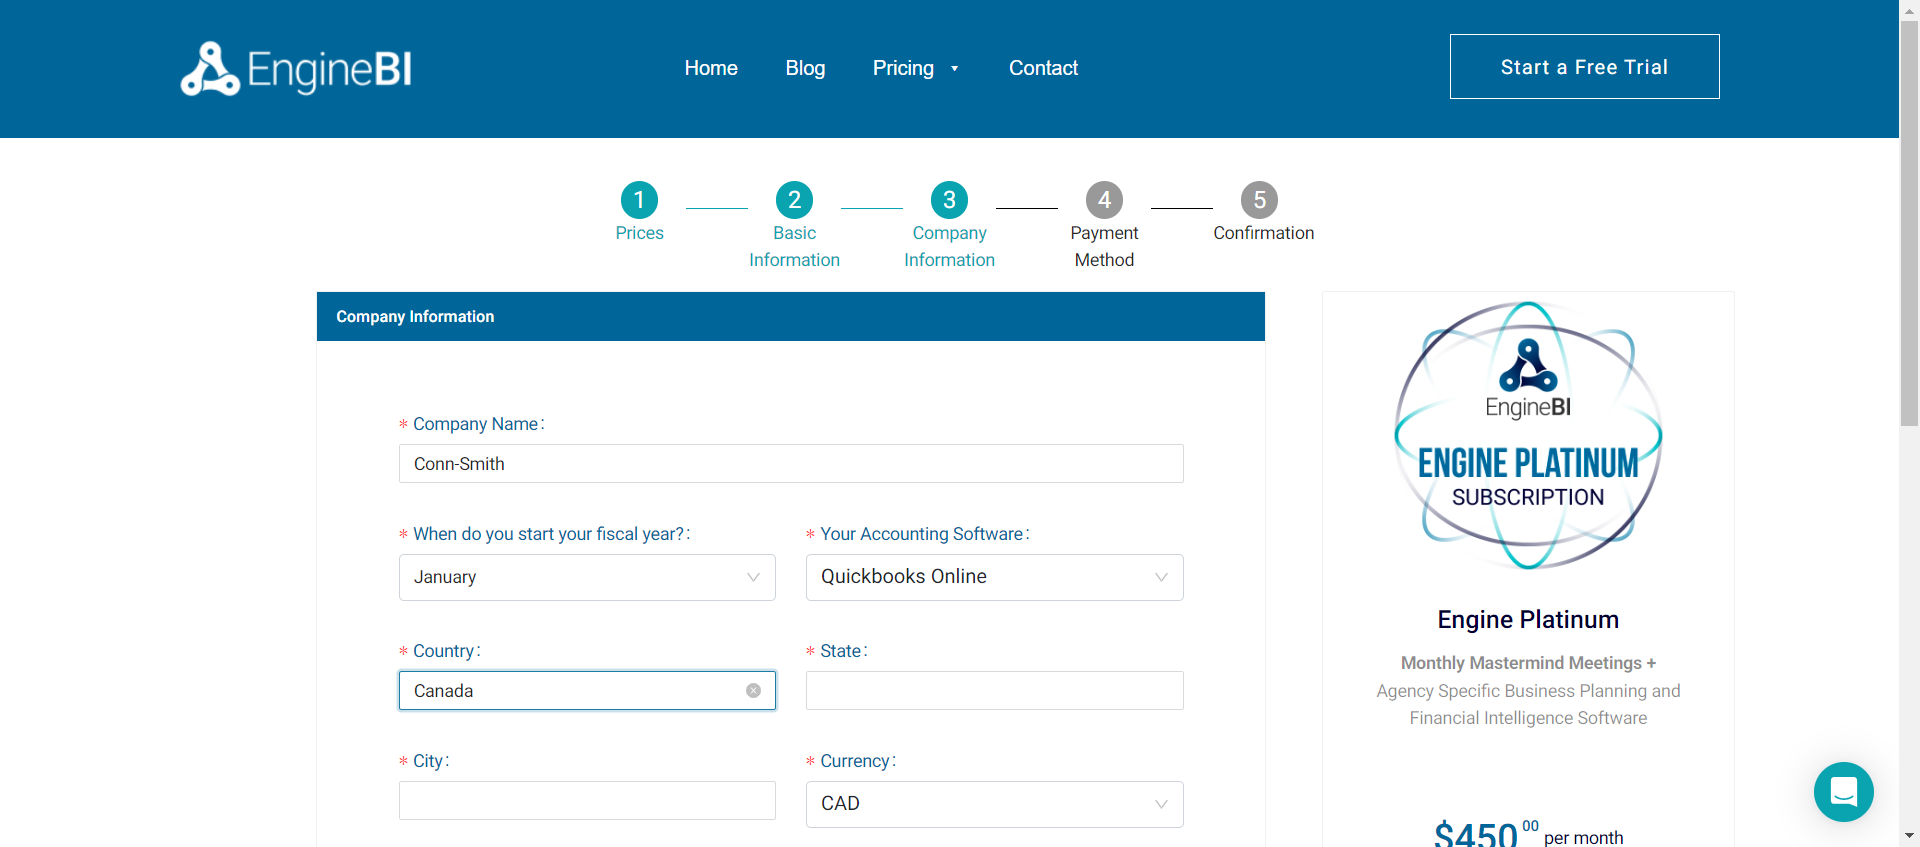 EngineBI
Home
Blog
Pricing
Contact
Start a Free Trial
1
Prices
2
Basic
Information
3
Company
Information
4
Payment
Method
5
Confirmation
Company Information
* Company Name:
Conn-Smith
* When do you start your fiscal year?:
January
* Your Accounting Software:
Quickbooks Online
* Country:
Canada
* State:
* City:
* Currency:
CAD
EngineBI
ENGINE PLATINUM
SUBSCRIPTION
Engine Platinum
Monthly Mastermind Meetings +
Agency Specific Business Planning and
Financial Intelligence Software
$450 00 per month